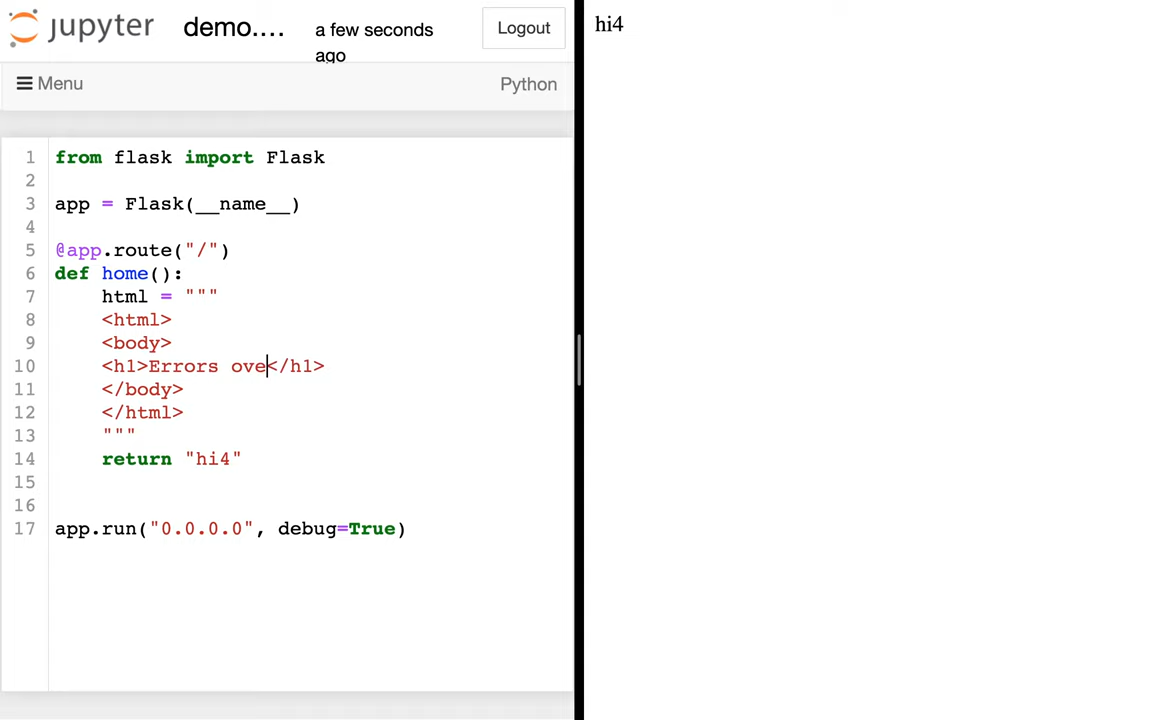 jupyter demo.... a few seconds ago Logout
Menu Python
1 from flask import Flask
2
3 app = Flask(__name__)
4
5 @app.route("/")
6 def home():
7     html = """
8     <html>
9     <body>
10     <h1>Errors ove</h1>
11     </body>
12     </html>
13     """
14     return "hi4"
15
16
17 app.run("0.0.0.0", debug=True)
hi4